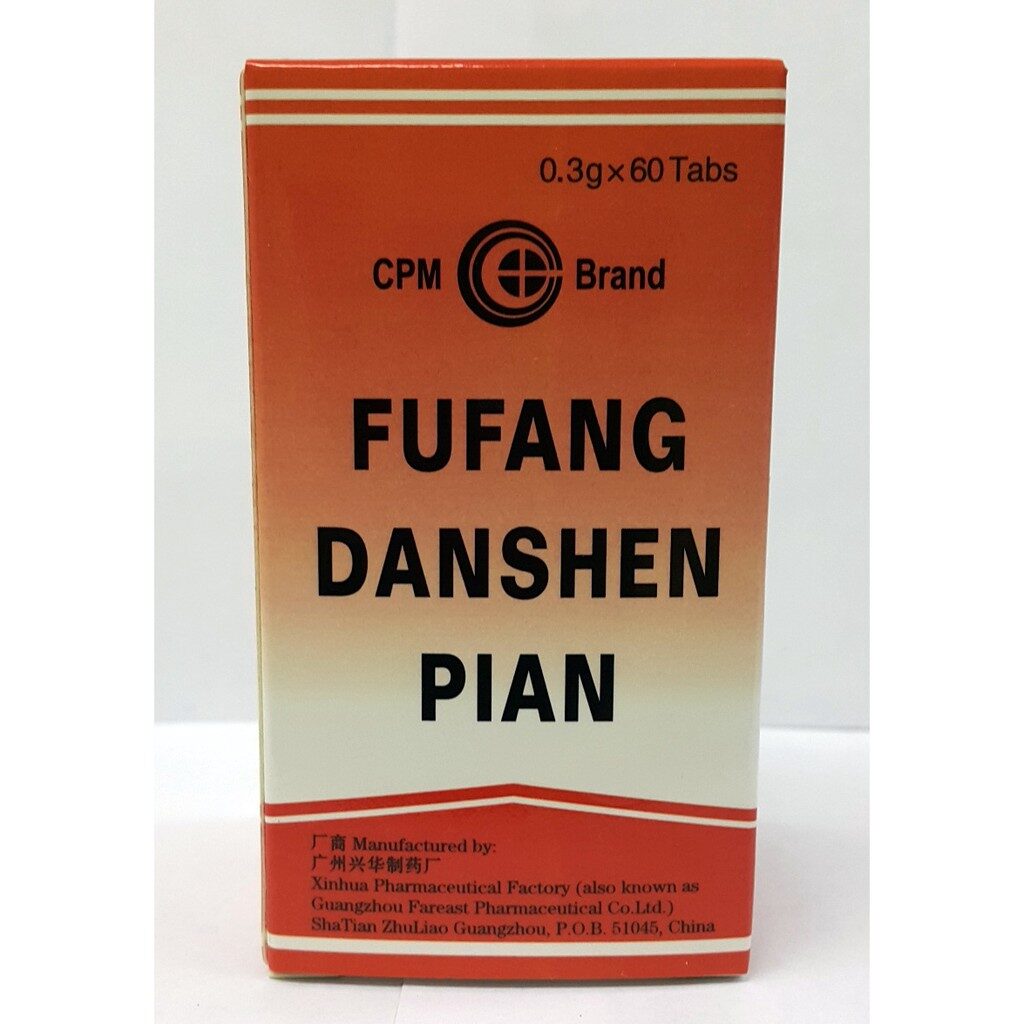 0.3g×60 Tabs
CPM Brand
FUFANG
DANSHEN
PIAN
厂商 Manufactured by:
广州兴华制药厂
Xinhua Pharmaceutical Factory (also known as
Guangzhou Fareast Pharmaceutical Co.Ltd.)
ShaTian ZhuLiao Guangzhou, P.O.B. 51045, China